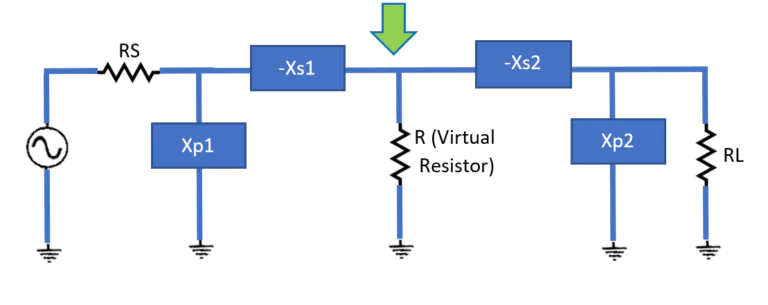 RS
-Xs1
-Xs2
Xp1
R (Virtual
Resistor)
Xp2
RL